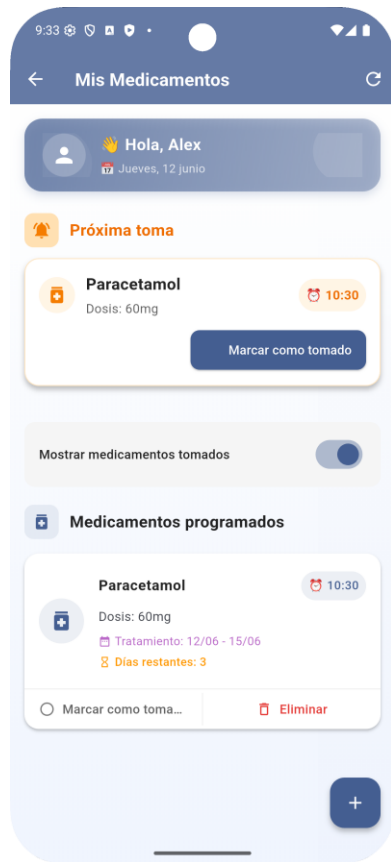 9:33
Mis Medicamentos
👋 Hola, Alex
📅 Jueves, 12 junio
Próxima toma
Paracetamol
⏰ 10:30
Dosis: 60mg
Marcar como tomado
Mostrar medicamentos tomados
Medicamentos programados
Paracetamol
⏰ 10:30
Dosis: 60mg
Tratamiento: 12/06 - 15/06
Días restantes: 3
Marcar como toma...
Eliminar